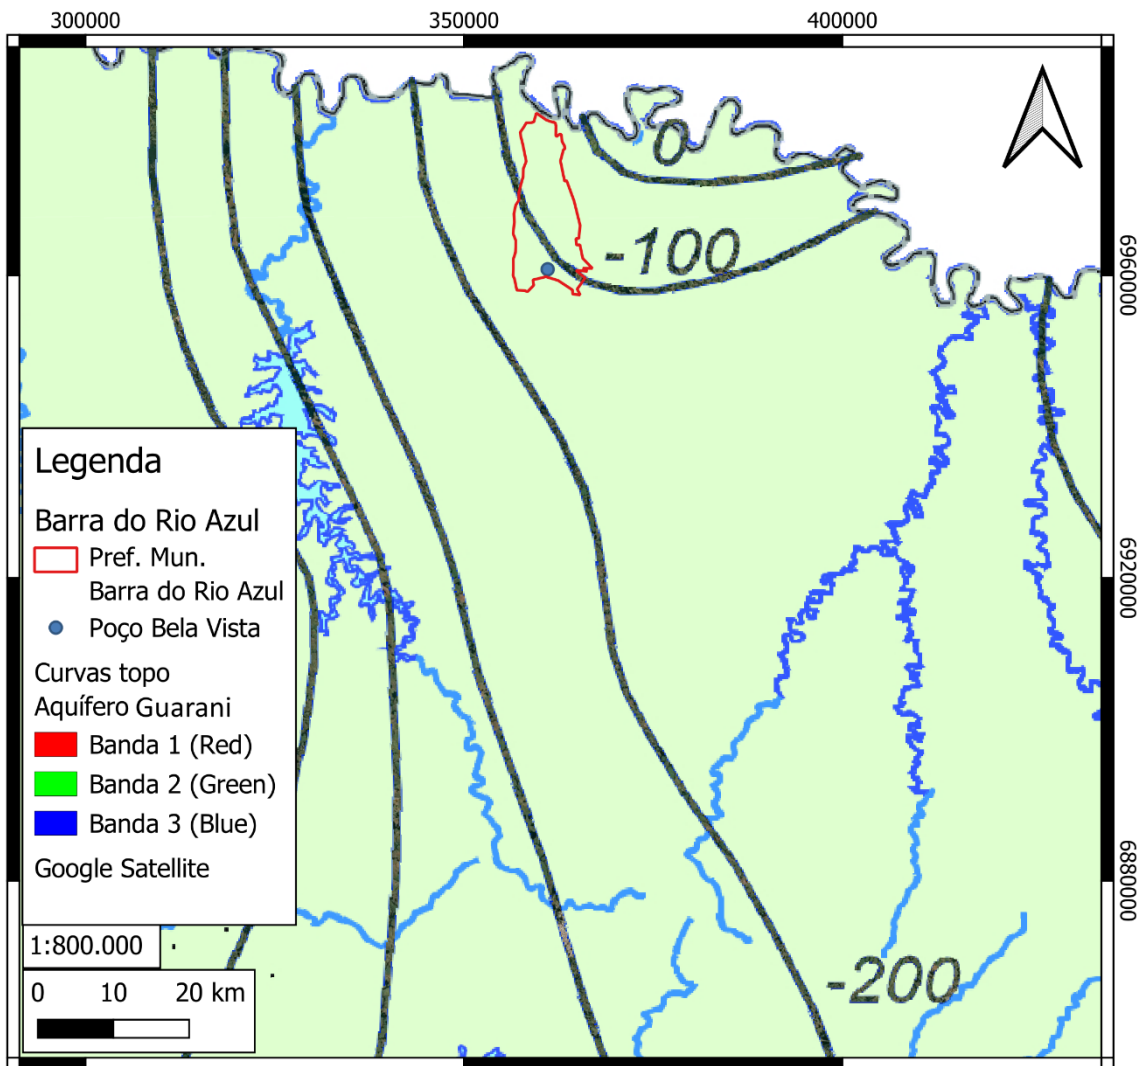 300000 350000 400000
0
-100
6960000
Legenda
Barra do Rio Azul
Pref. Mun.
Barra do Rio Azul
Poço Bela Vista
6920000
Curvas topo
Aquífero Guarani
Banda 1 (Red)
Banda 2 (Green)
Banda 3 (Blue)
Google Satellite
6880000
1:800.000
-200
0 10 20 km